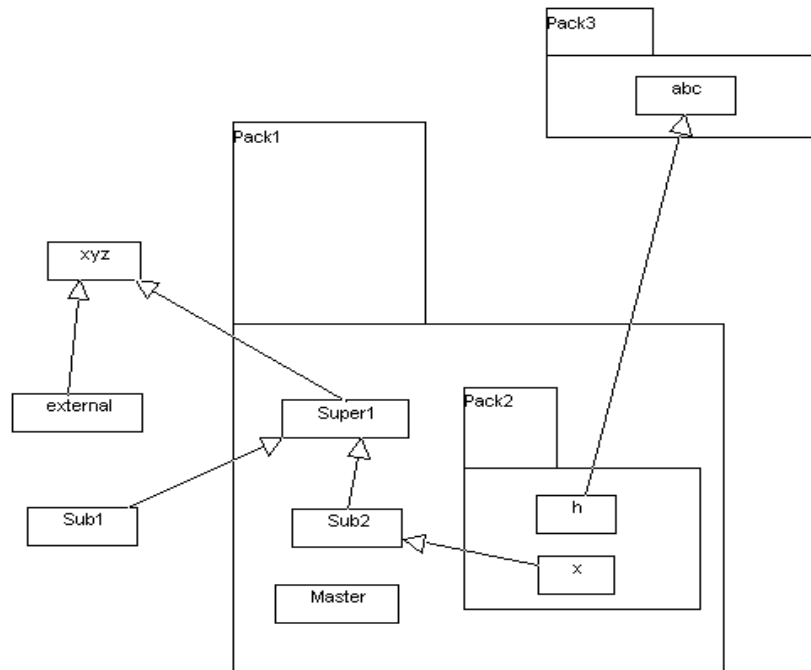 Pack3
abc
Pack1
xyz
external
Super1
Pack2
Sub1
Sub2
h
x
Master